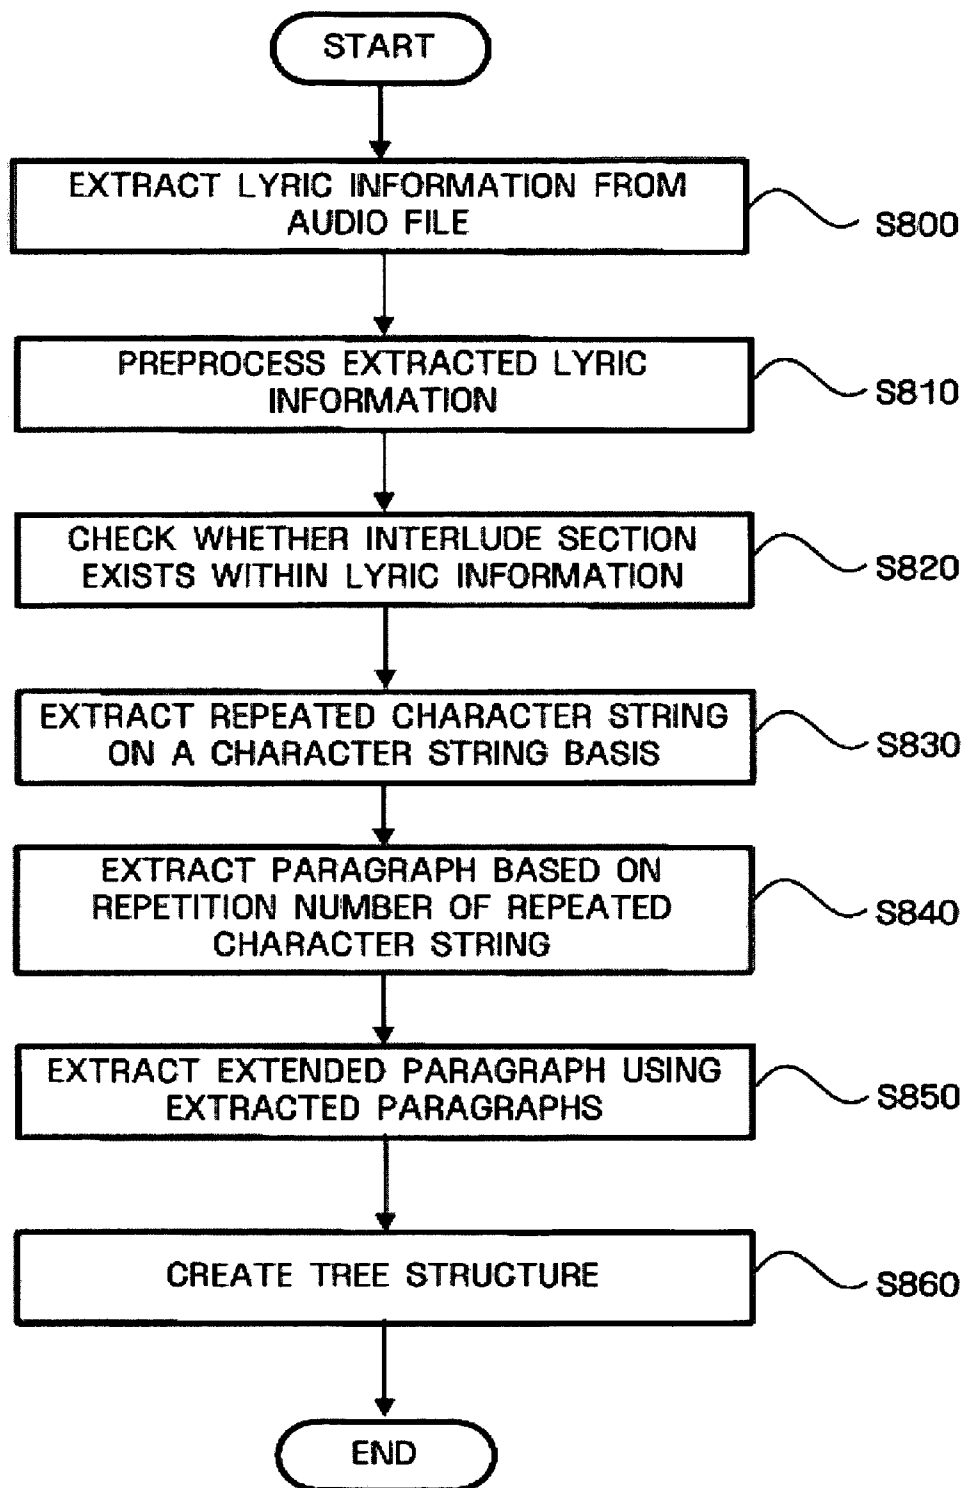 START
EXTRACT LYRIC INFORMATION FROM
AUDIO FILE
S800
PREPROCESS EXTRACTED LYRIC
INFORMATION
S810
CHECK WHETHER INTERLUDE SECTION
EXISTS WITHIN LYRIC INFORMATION
S820
EXTRACT REPEATED CHARACTER STRING
ON A CHARACTER STRING BASIS
S830
EXTRACT PARAGRAPH BASED ON
REPETITION NUMBER OF REPEATED
CHARACTER STRING
S840
EXTRACT EXTENDED PARAGRAPH USING
EXTRACTED PARAGRAPHS
S850
CREATE TREE STRUCTURE
S860
END